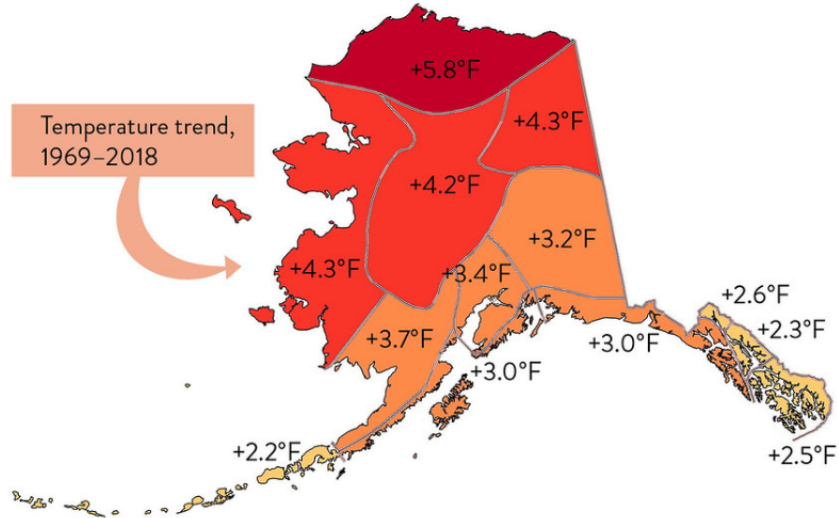 +5.8°F
Temperature trend,
1969–2018
+4.3°F
+4.2°F
+3.2°F
+4.3°F
+3.4°F
+2.6°F
+2.3°F
+3.7°F
+3.0°F
+3.0°F
+2.2°F
+2.5°F